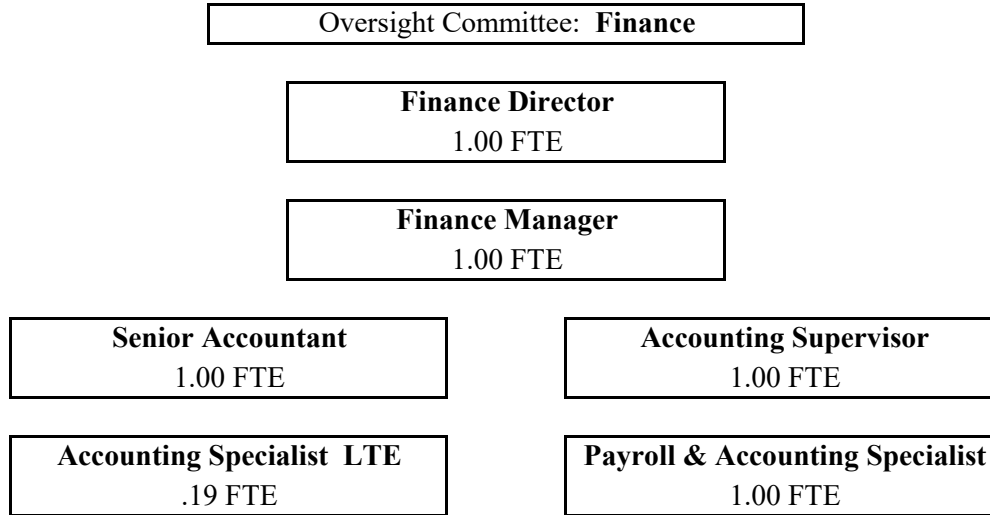 Oversight Committee: Finance
Finance Director
1.00 FTE
Finance Manager
1.00 FTE
Senior Accountant
1.00 FTE
Accounting Supervisor
1.00 FTE
Accounting Specialist LTE
.19 FTE
Payroll & Accounting Specialist
1.00 FTE